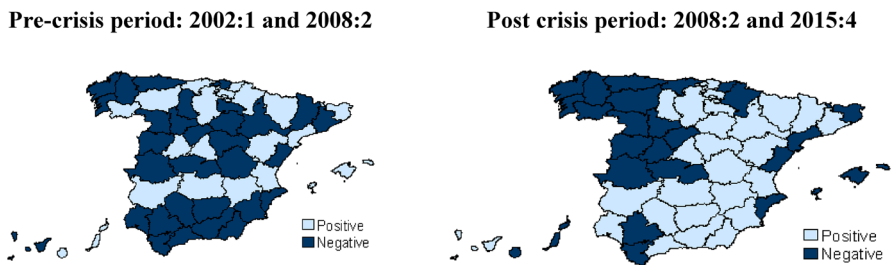 Pre-crisis period: 2002:1 and 2008:2
Post crisis period: 2008:2 and 2015:4
Positive
Negative
Positive
Negative